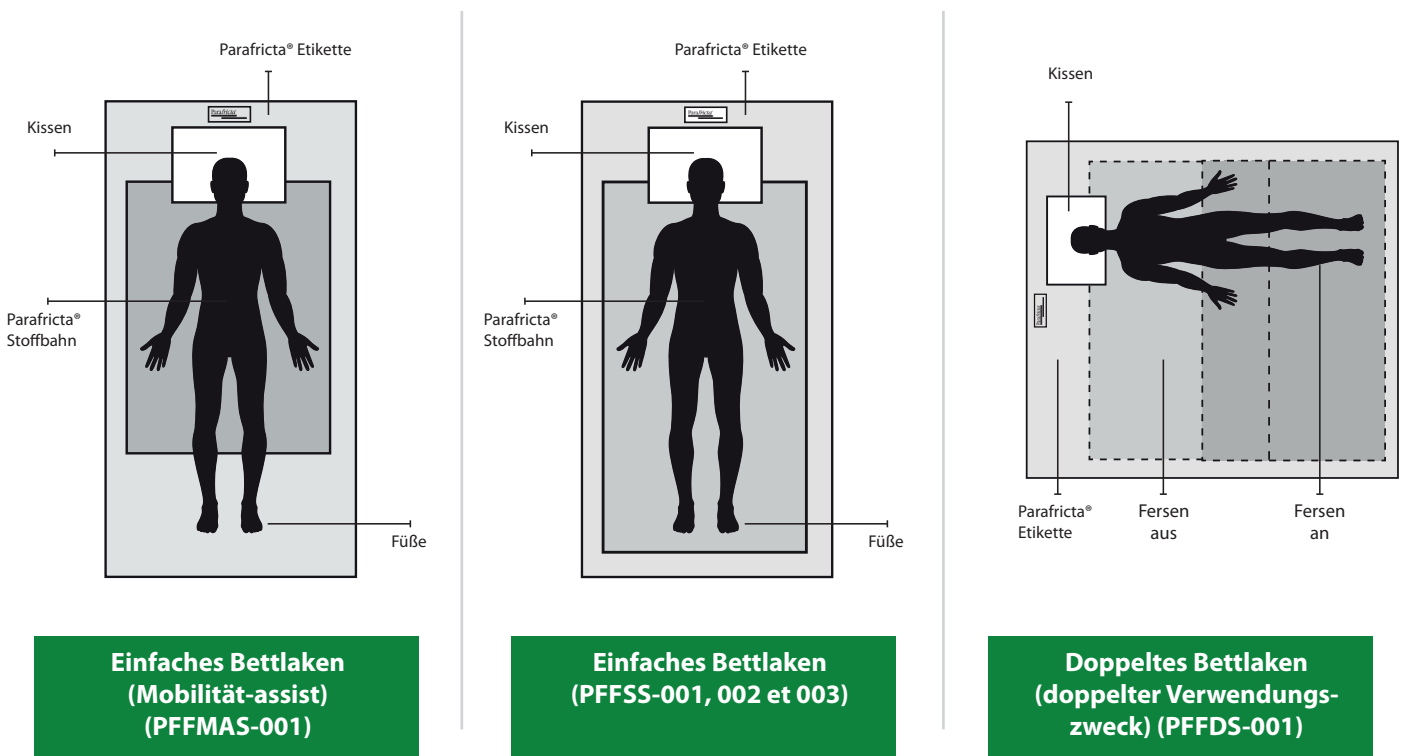 Parafricta® Etikette
Kissen
Parafricta®
Stoffbahn
Füße
Einfaches Bettlaken
(Mobilität-assist)
(PFFMAS-001)
Parafricta® Etikette
Kissen
Parafricta®
Stoffbahn
Füße
Einfaches Bettlaken
(PFFSS-001, 002 et 003)
Kissen
Parafricta®
Etikette
Fersen
aus
Fersen
an
Doppeltes Bettlaken
(doppelter Verwendungs-
zweck) (PFFDS-001)